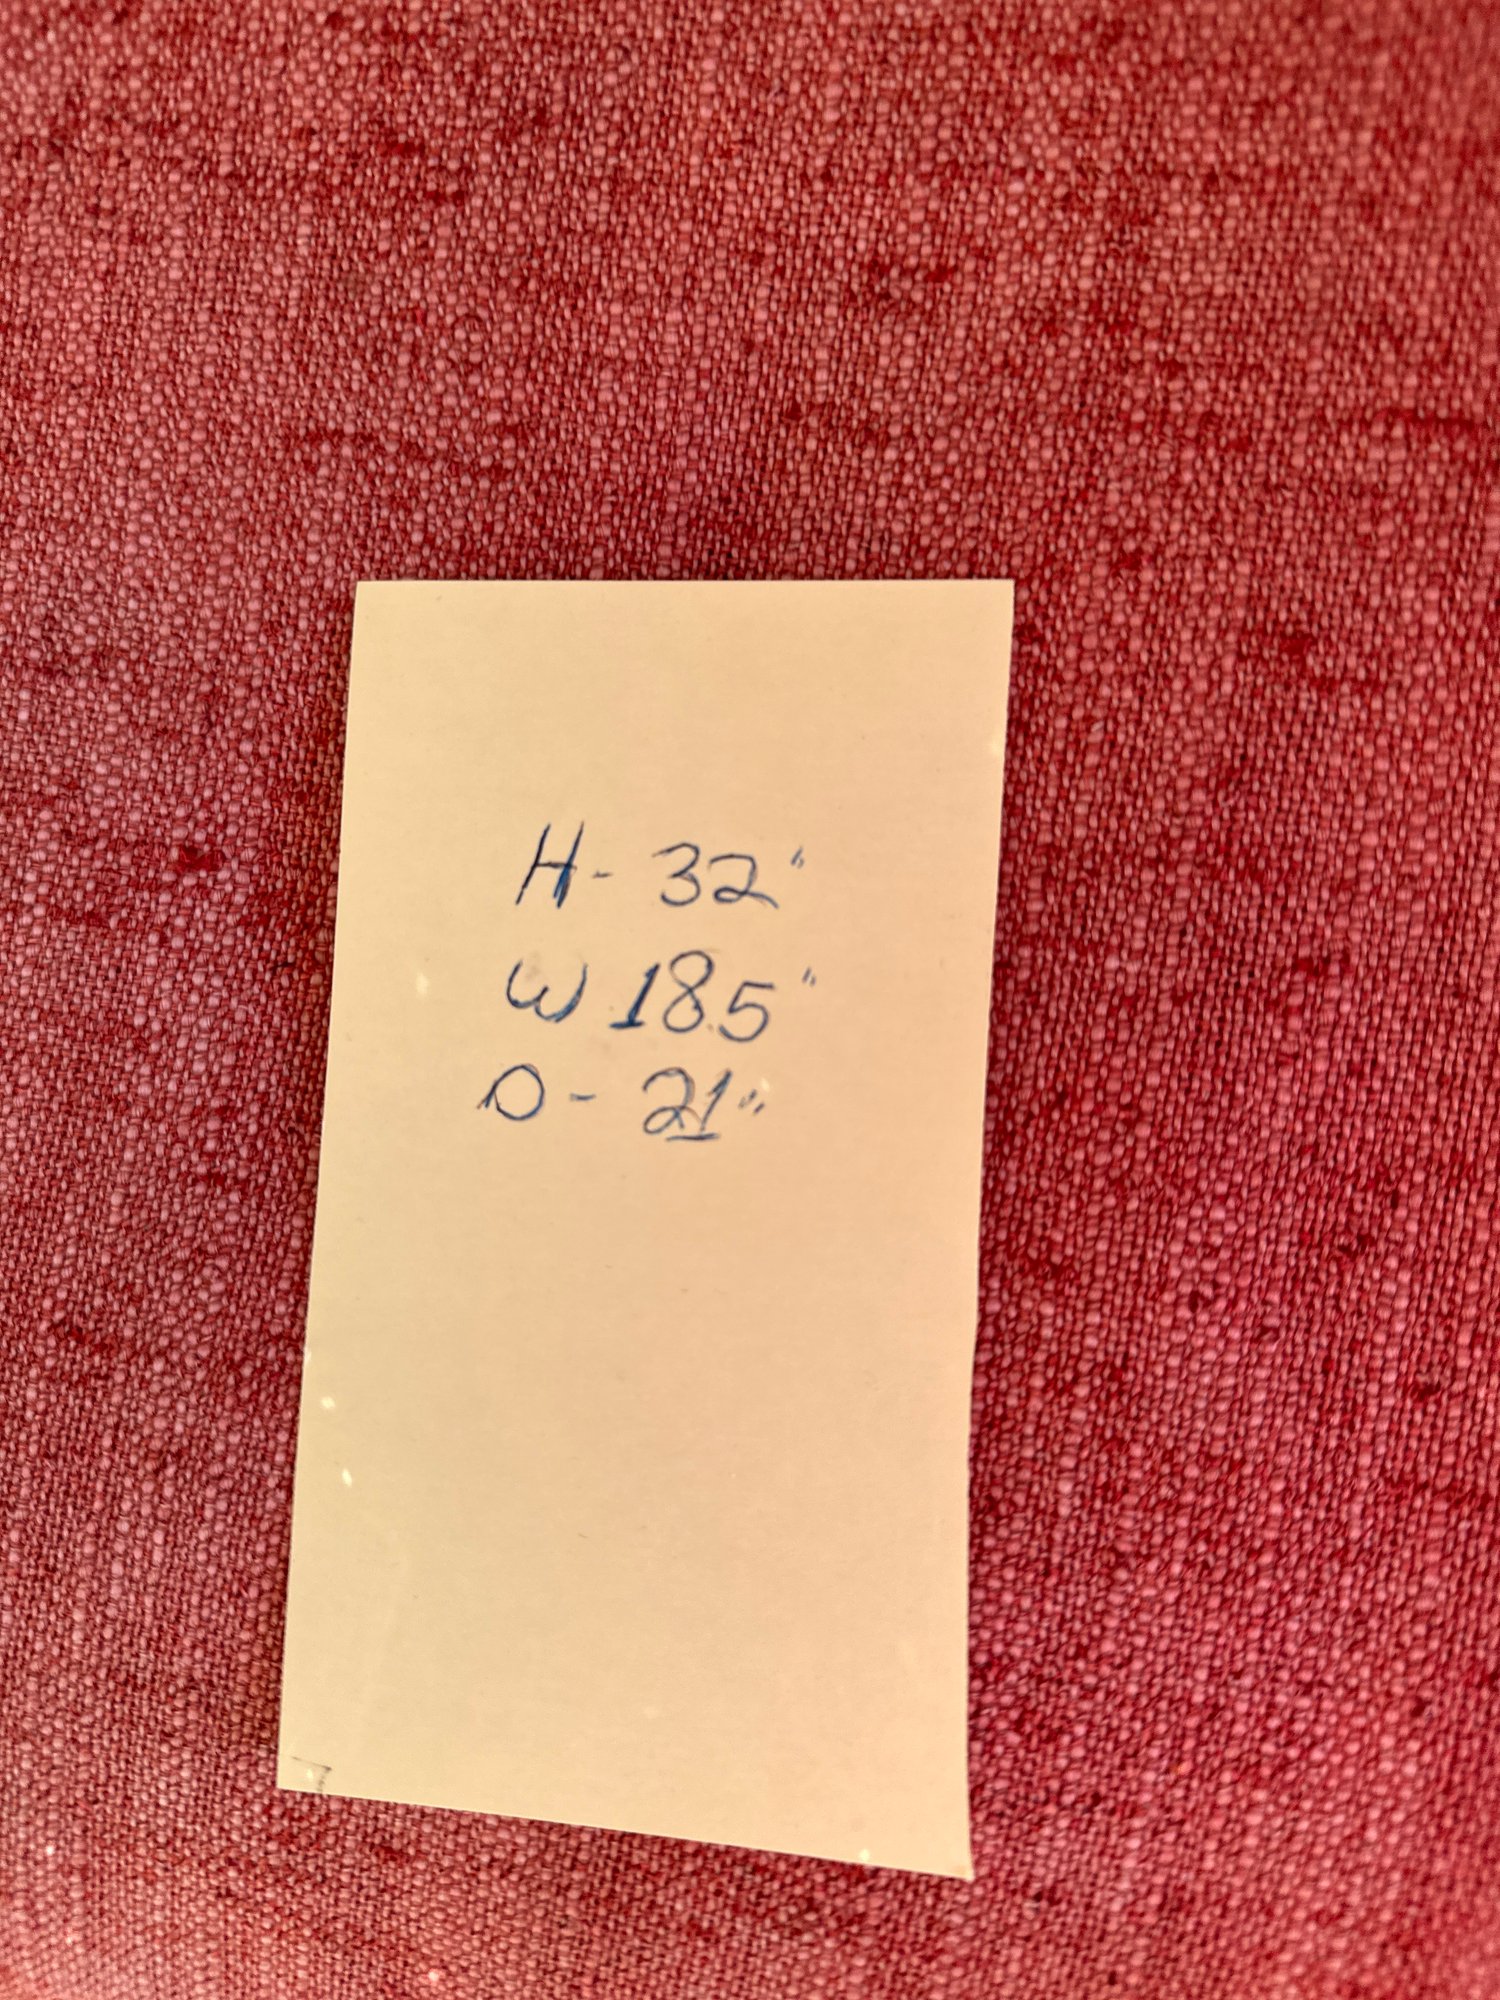 H - 32"
W 18.5"
D - 21"